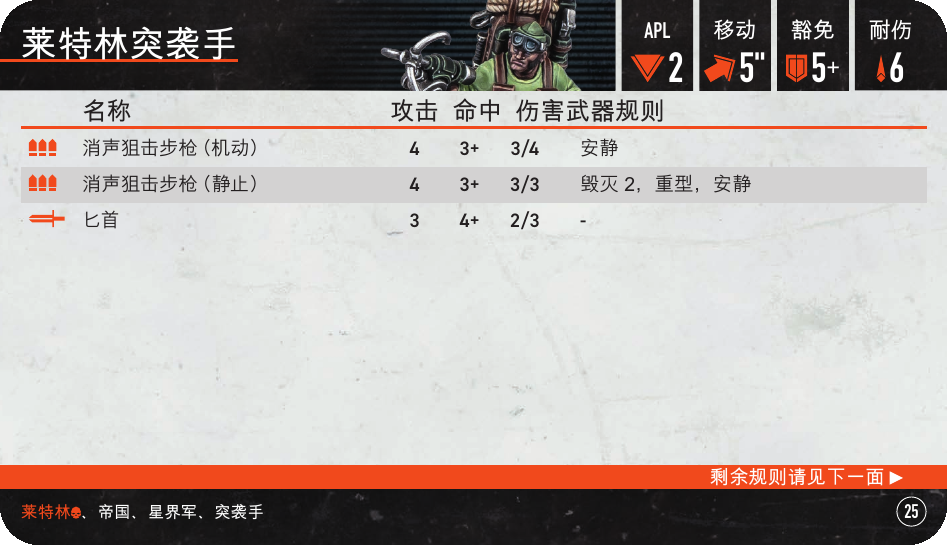 莱特林突袭手
APL 移动 豁免 耐伤
2 5" 5+ 6
名称 攻击 命中 伤害 武器规则
消声狙击步枪（机动） 4 3+ 3/4 安静
消声狙击步枪（静止） 4 3+ 3/3 毁灭 2，重型，安静
匕首 3 4+ 2/3 -
剩余规则请见下一面▶
莱特林、帝国、星界军、突袭手
25